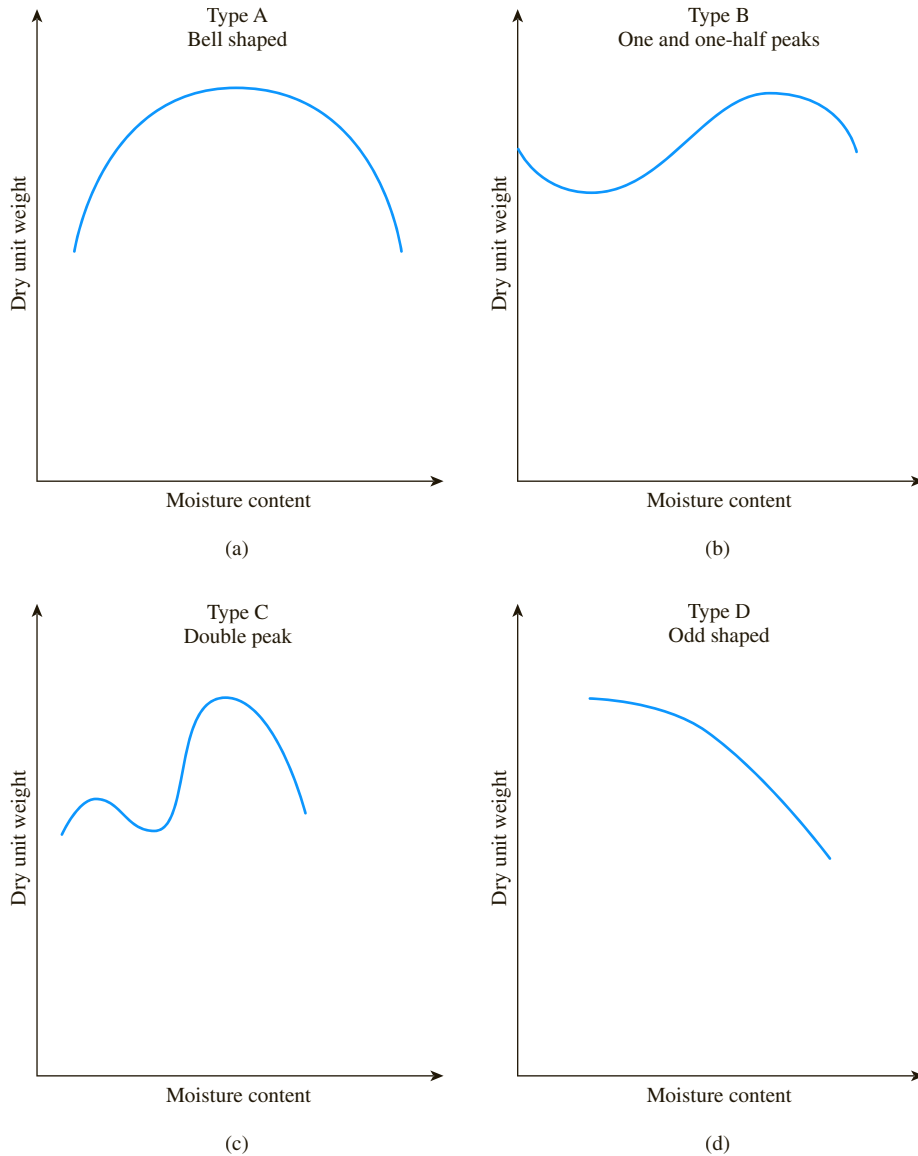 Type A
Bell shaped
Dry unit weight
Moisture content
(a)
Type B
One and one-half peaks
Dry unit weight
Moisture content
(b)
Type C
Double peak
Dry unit weight
Moisture content
(c)
Type D
Odd shaped
Dry unit weight
Moisture content
(d)